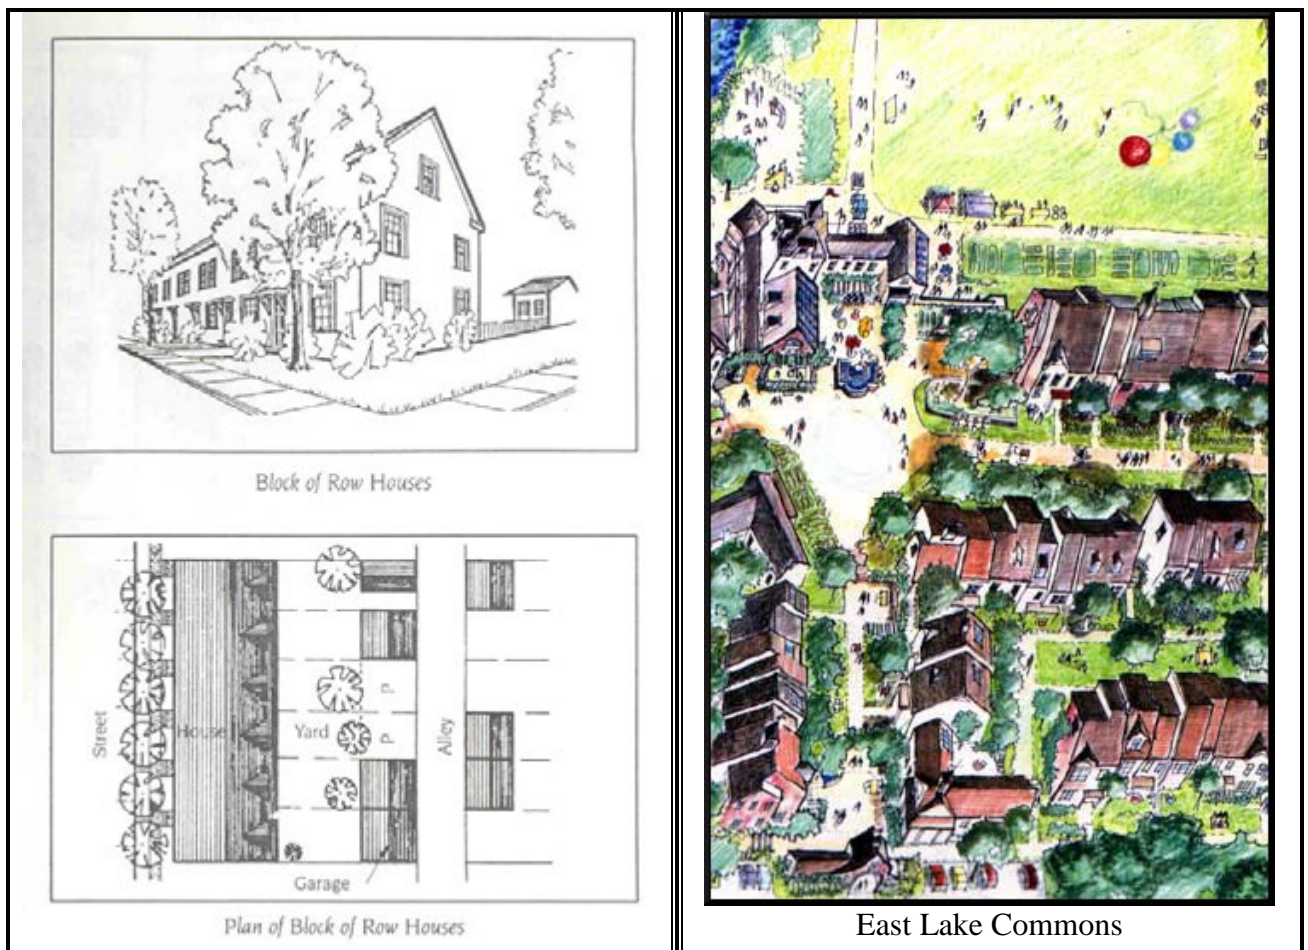 Block of Row Houses
Street
House
Yard
P
P
Alley
Garage
Plan of Block of Row Houses
East Lake Commons